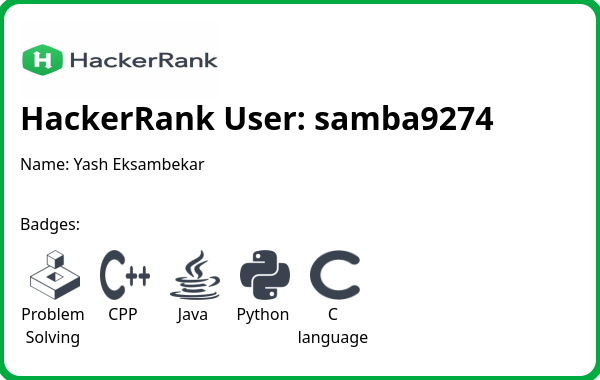 HackerRank
HackerRank User: samba9274
Name: Yash Eksambekar
Badges:
Problem Solving
CPP
Java
Python
C language